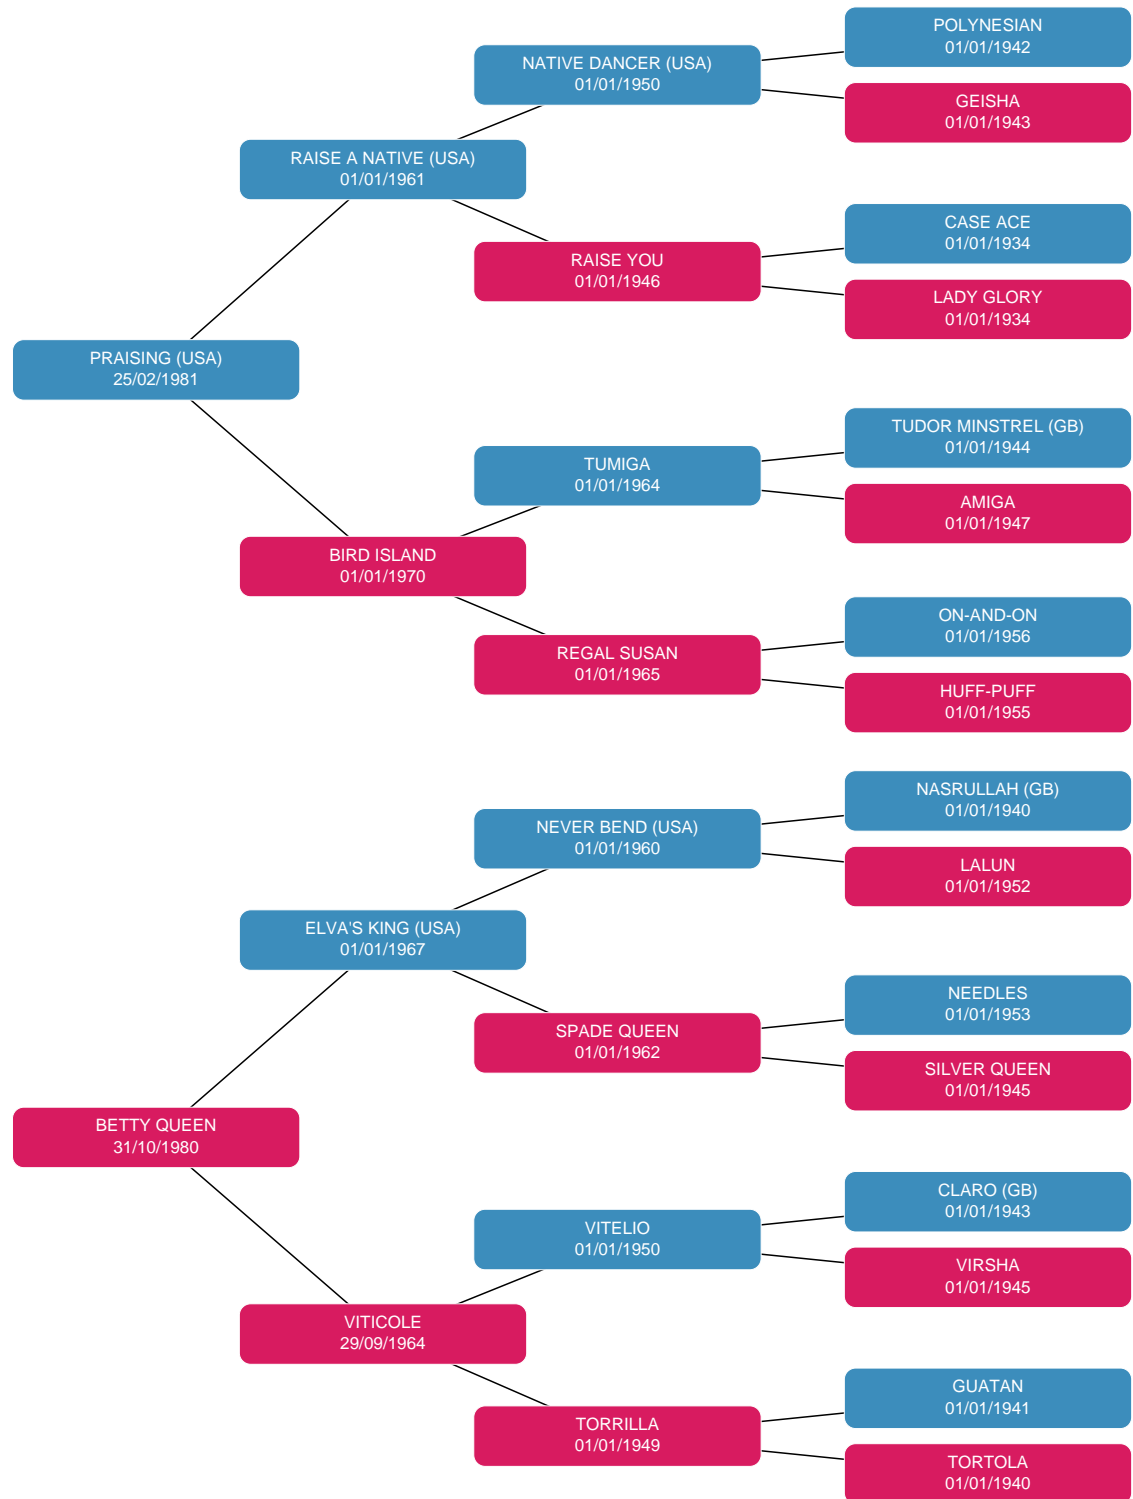 POLYNESIAN
01/01/1942
NATIVE DANCER (USA)
01/01/1950
GEISHA
01/01/1943
RAISE A NATIVE (USA)
01/01/1961
CASE ACE
01/01/1934
RAISE YOU
01/01/1946
LADY GLORY
01/01/1934
PRAISING (USA)
25/02/1981
TUDOR MINSTREL (GB)
01/01/1944
TUMIGA
01/01/1964
AMIGA
01/01/1947
BIRD ISLAND
01/01/1970
ON-AND-ON
01/01/1956
REGAL SUSAN
01/01/1965
HUFF-PUFF
01/01/1955
NASRULLAH (GB)
01/01/1940
NEVER BEND (USA)
01/01/1960
LALUN
01/01/1952
ELVA'S KING (USA)
01/01/1967
NEEDLES
01/01/1953
SPADE QUEEN
01/01/1962
SILVER QUEEN
01/01/1945
BETTY QUEEN
31/10/1980
CLARO (GB)
01/01/1943
VITELIO
01/01/1950
VIRSHA
01/01/1945
VITICOLE
29/09/1964
GUATAN
01/01/1941
TORRILLA
01/01/1949
TORTOLA
01/01/1940